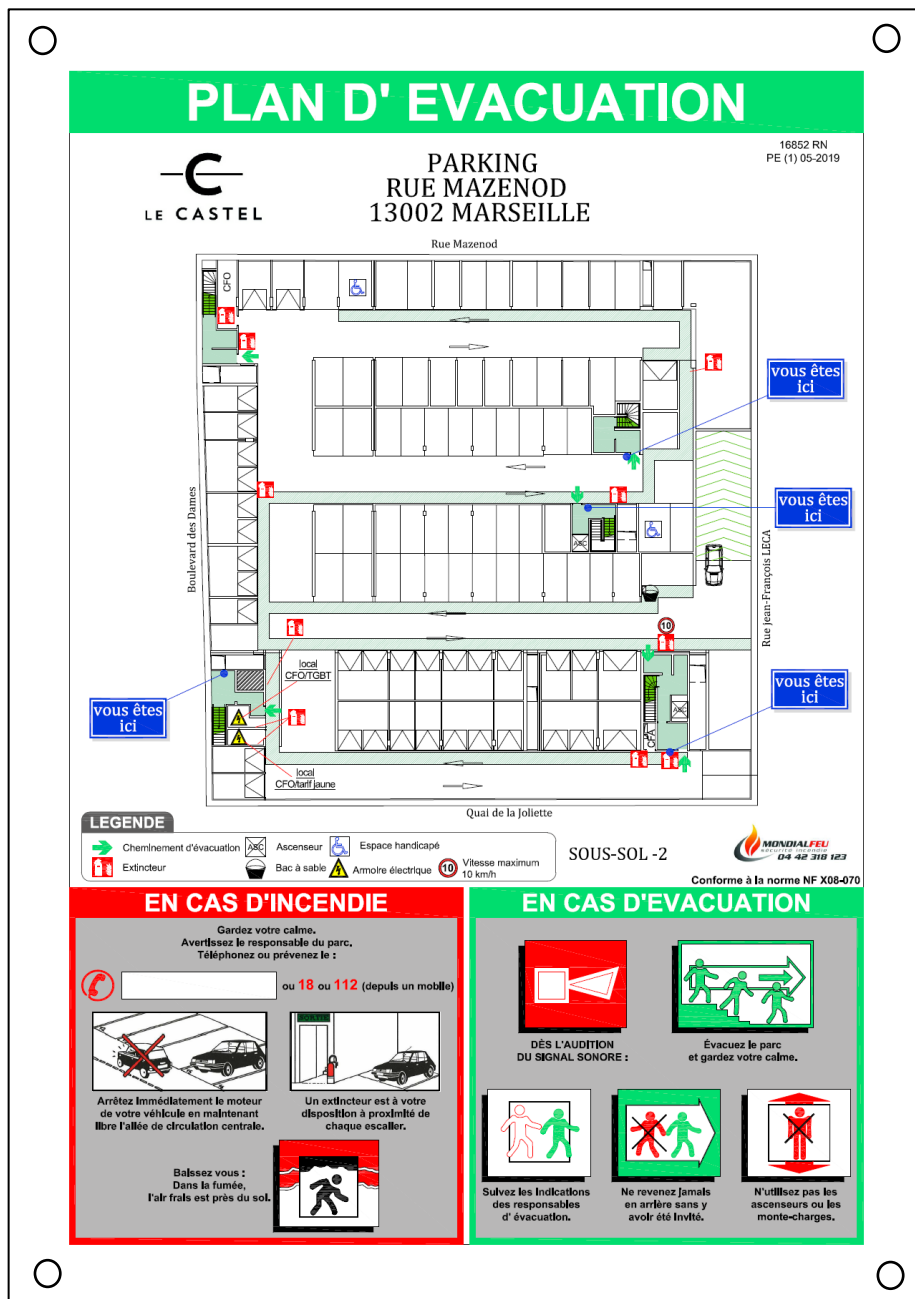 PLAN D' EVACUATION
16852 RN
PE (1) 05-2019
C
LE CASTEL
PARKING
RUE MAZENOD
13002 MARSEILLE
Rue Mazenod
CFO
vous êtes
ici
vous êtes
ici
Boulevard des Dames
Rue Jean-François LECA
ASC
10
local
CFO/TGBT
vous êtes
ici
vous êtes
ici
ASC
CFA
local
CFO/tarif jaune
Quai de la Joliette
LEGENDE
Cheminement d'évacuation
ASC
Ascenseur
Espace handicapé
Extincteur
Bac à sable
Armoire électrique
10
Vitesse maximum
10 km/h
SOUS-SOL -2
MONDIALFEU
sécurité incendie
04 42 318 123
Conforme à la norme NF X08-070
EN CAS D'INCENDIE
Gardez votre calme.
Avertissez le responsable du parc.
Téléphonez ou prévenez le :
ou 18 ou 112 (depuis un mobile)
SORTIE
Arrêtez immédiatement le moteur
de votre véhicule en maintenant
libre l'allée de circulation centrale.
Un extincteur est à votre
disposition à proximité de
chaque escalier.
Baissez vous :
Dans la fumée,
l'air frais est près du sol.
EN CAS D'EVACUATION
DÈS L'AUDITION
DU SIGNAL SONORE :
Évacuez le parc
et gardez votre calme.
Suivez les indications
des responsables
d' évacuation.
Ne revenez jamais
en arrière sans y
avoir été invité.
N'utilisez pas les
ascenseurs ou les
monte-charges.